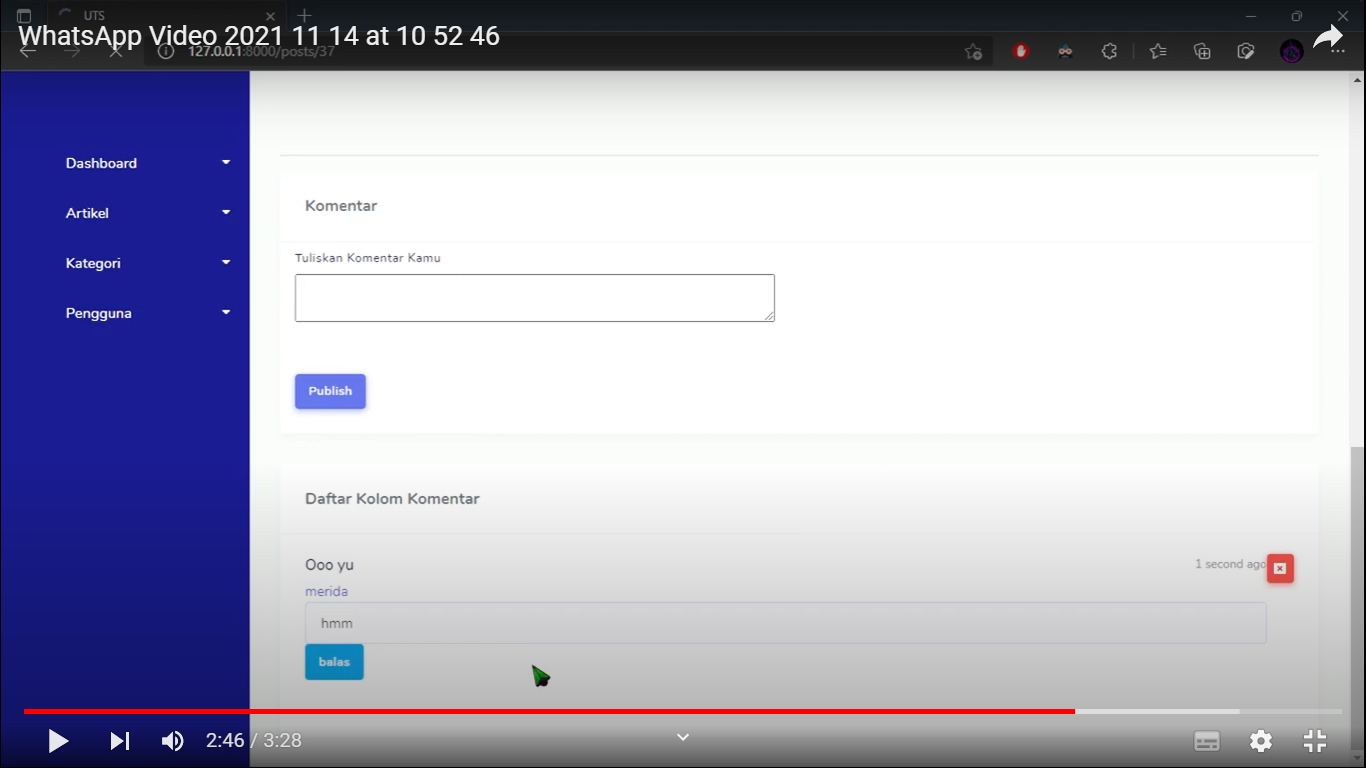 UTS
WhatsApp Video 2021 11 14 at 10 52 46
127.0.0.1:8000/posts/37
Dashboard
Artikel
Kategori
Pengguna
Komentar
Tuliskan Komentar Kamu
Publish
Daftar Kolom Komentar
Ooo yu
1 second ago
merida
hmm
balas
2:46 / 3:28